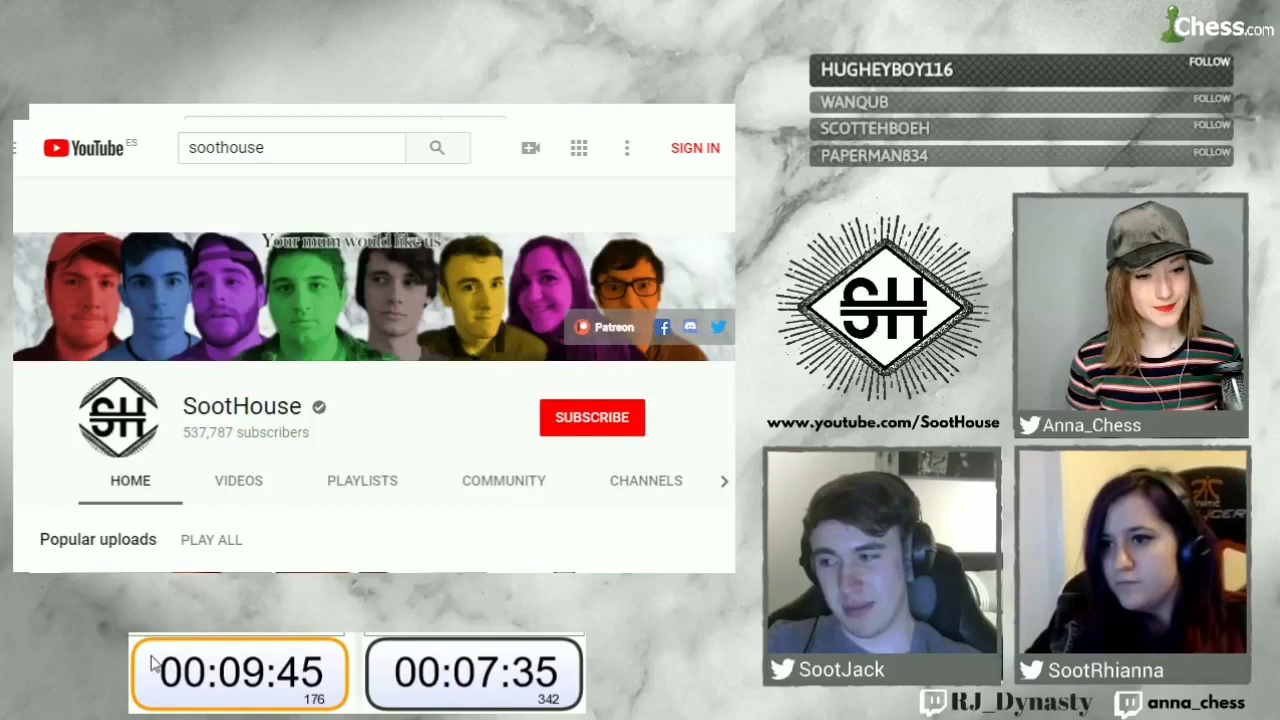 Chess.com
HUGHEYBOY116 FOLLOW
WANQUB FOLLOW
SCOTTEHBOEH FOLLOW
PAPERMAN834 FOLLOW
YouTube ES
soothouse
SIGN IN
Your mum would like us
Patreon
SH
SootHouse
537,787 subscribers
SUBSCRIBE
HOME VIDEOS PLAYLISTS COMMUNITY CHANNELS
Popular uploads PLAY ALL
SH
www.youtube.com/SootHouse
Anna_Chess
SootJack
SootRhianna
00:09:45
176
00:07:35
342
RJ_Dynasty anna_chess